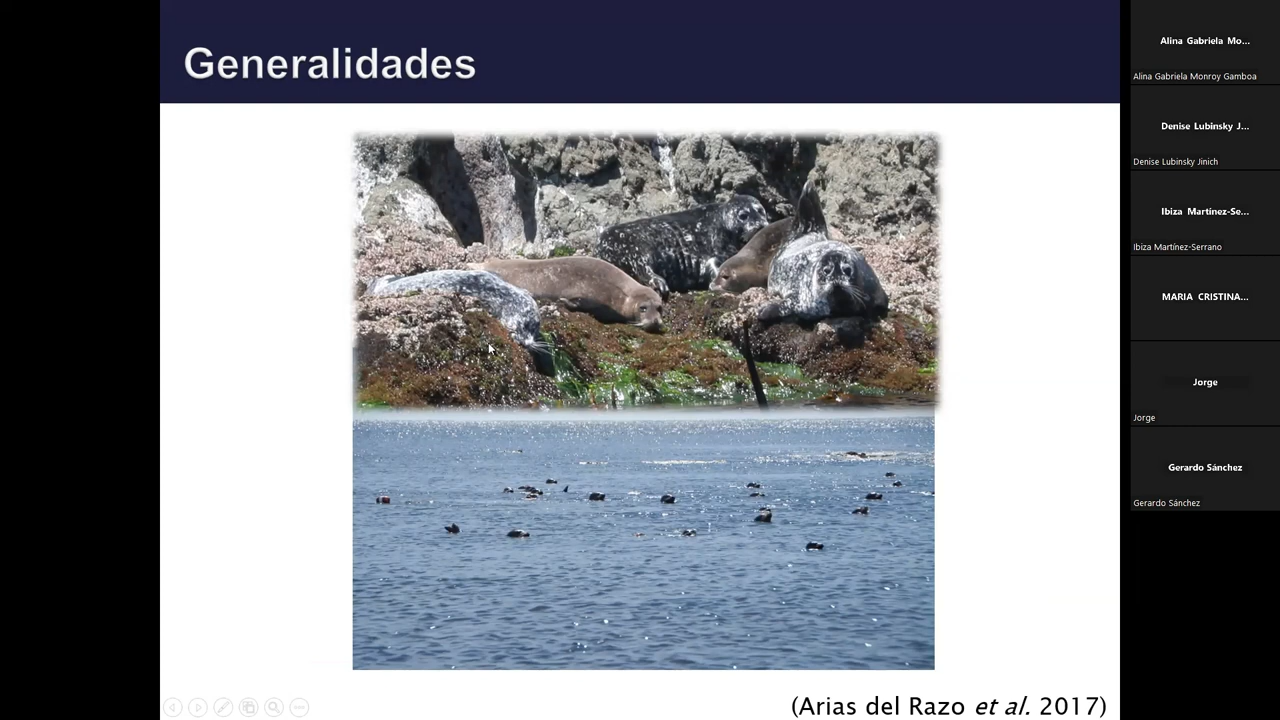 Generalidades
(Arias del Razo et al. 2017)
Alina Gabriela Mo...
Alina Gabriela Monroy Gamboa
Denise Lubinsky J...
Denise Lubinsky Jinich
Ibiza Martínez-Se...
Ibiza Martínez-Serrano
MARIA CRISTINA...
Jorge
Jorge
Gerardo Sánchez
Gerardo Sánchez